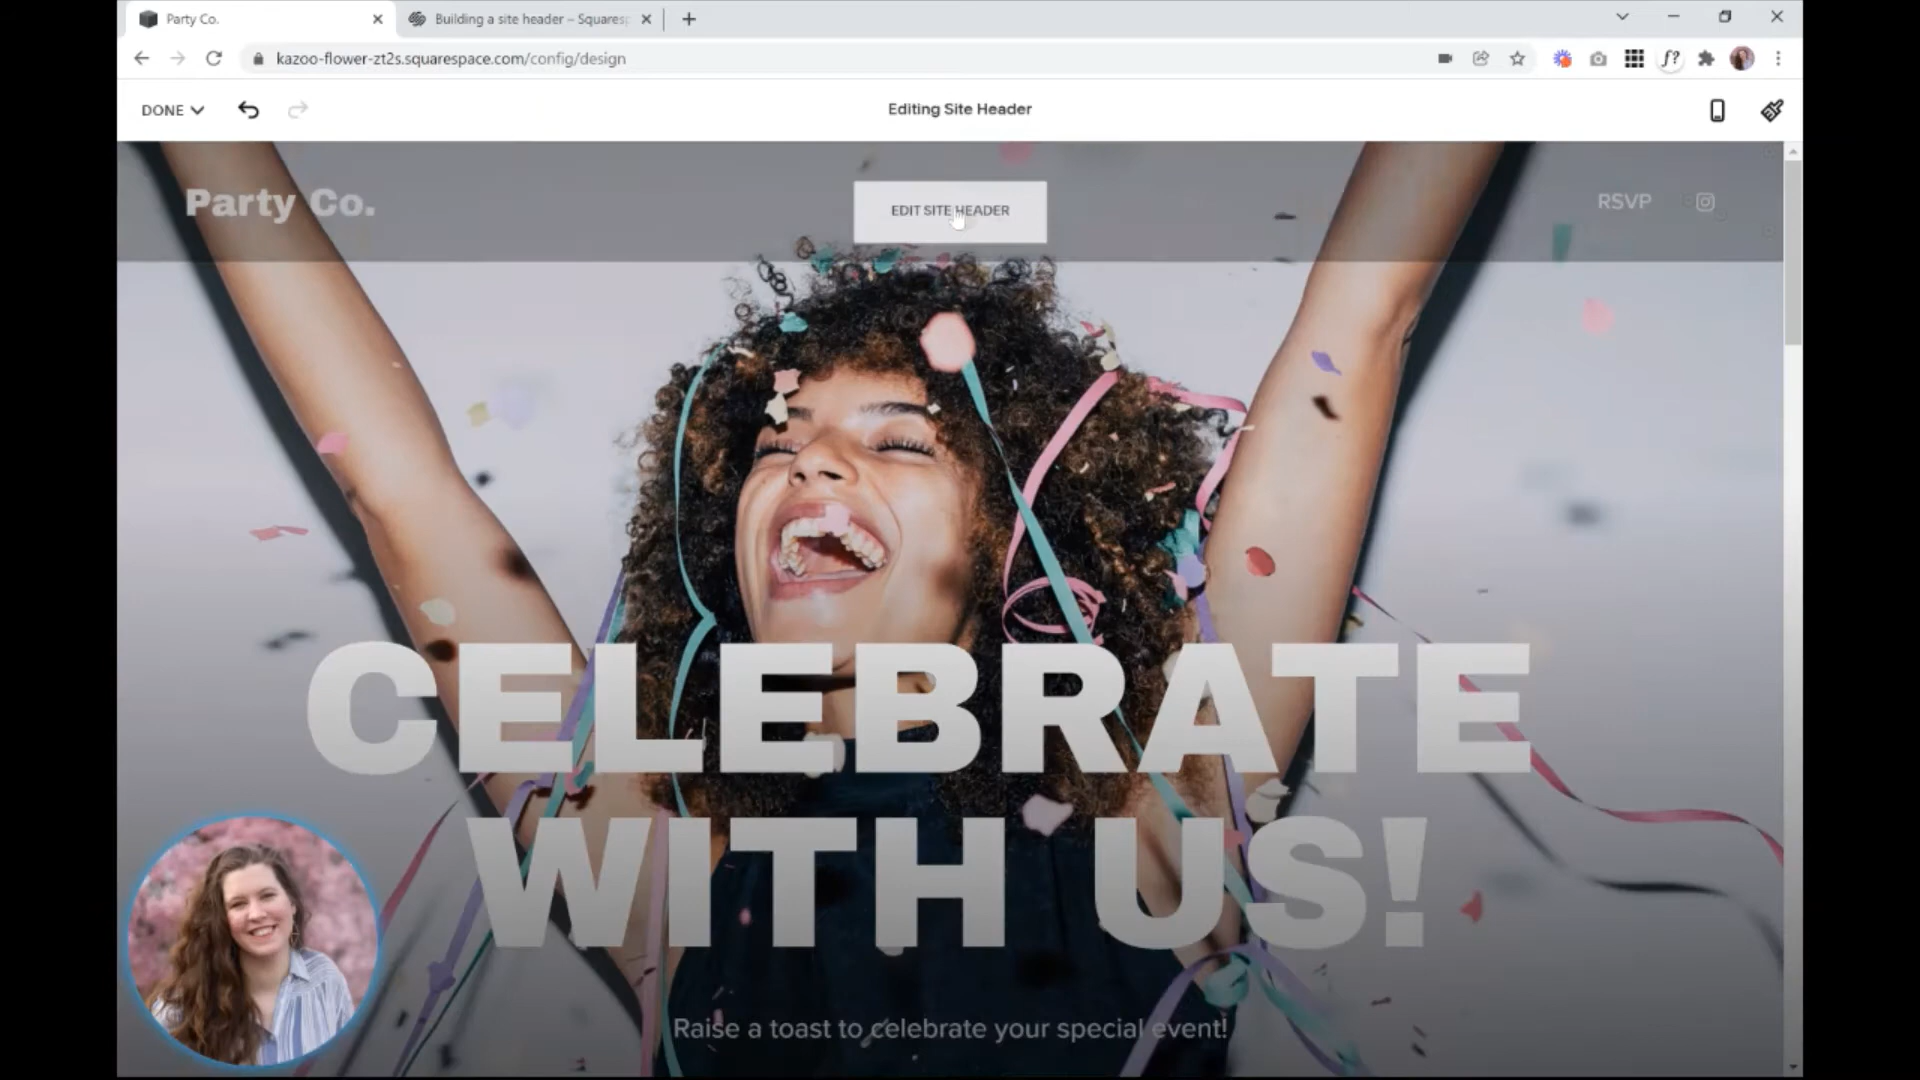 Party Co.
Building a site header – Squaresp
kazoo-flower-zt2s.squarespace.com/config/design
f?
DONE
Editing Site Header
Party Co.
EDIT SITE HEADER
RSVP
CELEBRATE
WITH US!
Raise a toast to celebrate your special event!